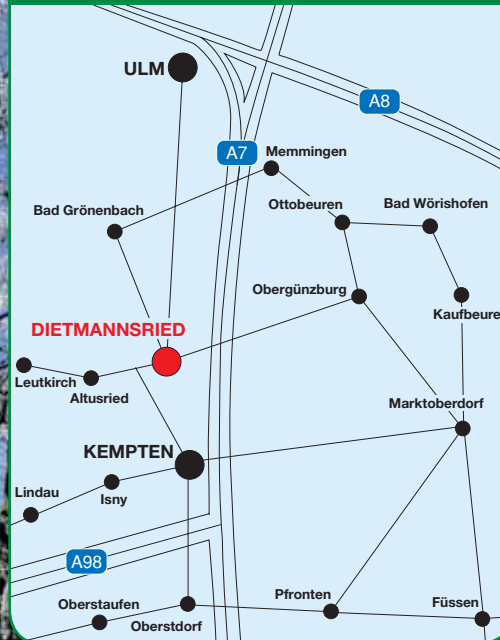 ULM
A8
A7
Memmingen
Bad Grönenbach
Ottobeuren
Bad Wörishofen
Obergünzburg
Kaufbeure
DIETMANNSRIED
Leutkirch
Altusried
Marktoberdorf
KEMPTEN
Lindau
Isny
A98
Oberstaufen
Oberstdorf
Pfronten
Füssen